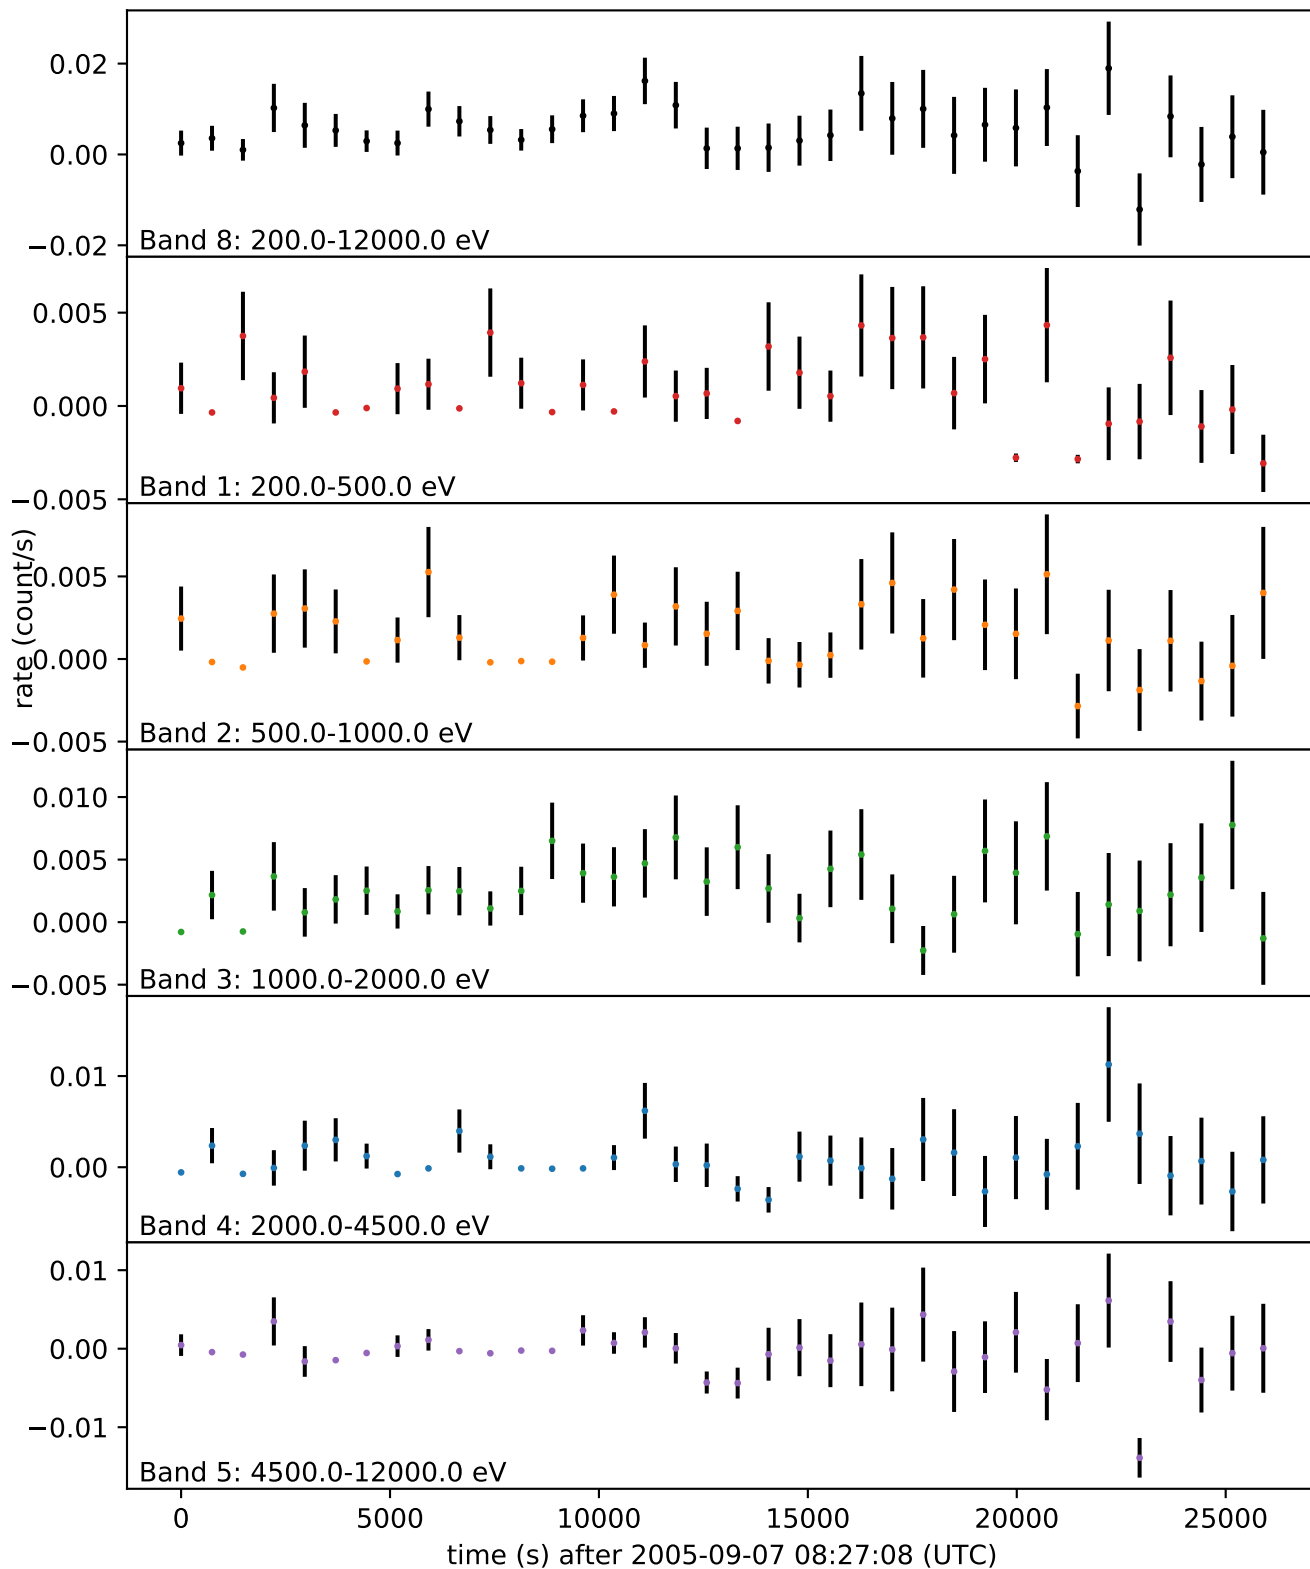 0.02
0.00
−0.02
Band 8: 200.0-12000.0 eV
0.005
0.000
−0.005
Band 1: 200.0-500.0 eV
rate (count/s)
0.005
0.000
−0.005
Band 2: 500.0-1000.0 eV
0.010
0.005
0.000
−0.005
Band 3: 1000.0-2000.0 eV
0.01
0.00
Band 4: 2000.0-4500.0 eV
0.01
0.00
−0.01
Band 5: 4500.0-12000.0 eV
0 5000 10000 15000 20000 25000
time (s) after 2005-09-07 08:27:08 (UTC)